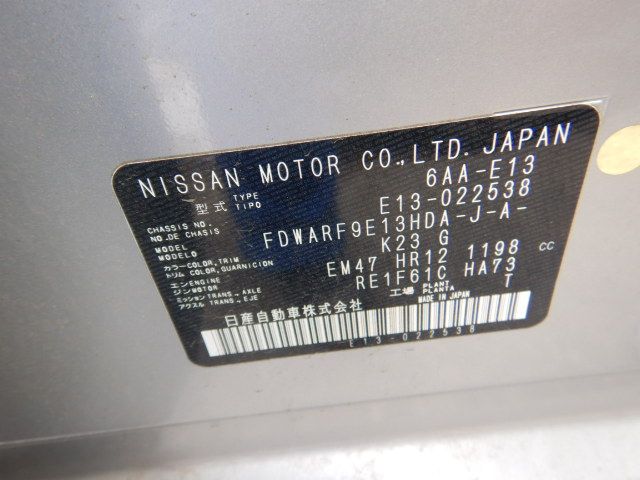 NISSAN MOTOR CO., LTD. JAPAN
型式 TYPE TIPO 6AA-E13
CHASSIS NO. NO. DE CHASIS E13-022538
MODEL MODELO FDWARF9E13HDA-J-A-
カラー COLOR, TRIM トリム COLOR, GUARNICION K23 G
エンジン ENGINE MOTOR EM47 HR12 1198 CC
ミッション TRANS., AXLE アクスル TRANS., EJE RE1F61C HA73
工場 PLANT PLANTA T
日産自動車株式会社 MADE IN JAPAN
E13-022538